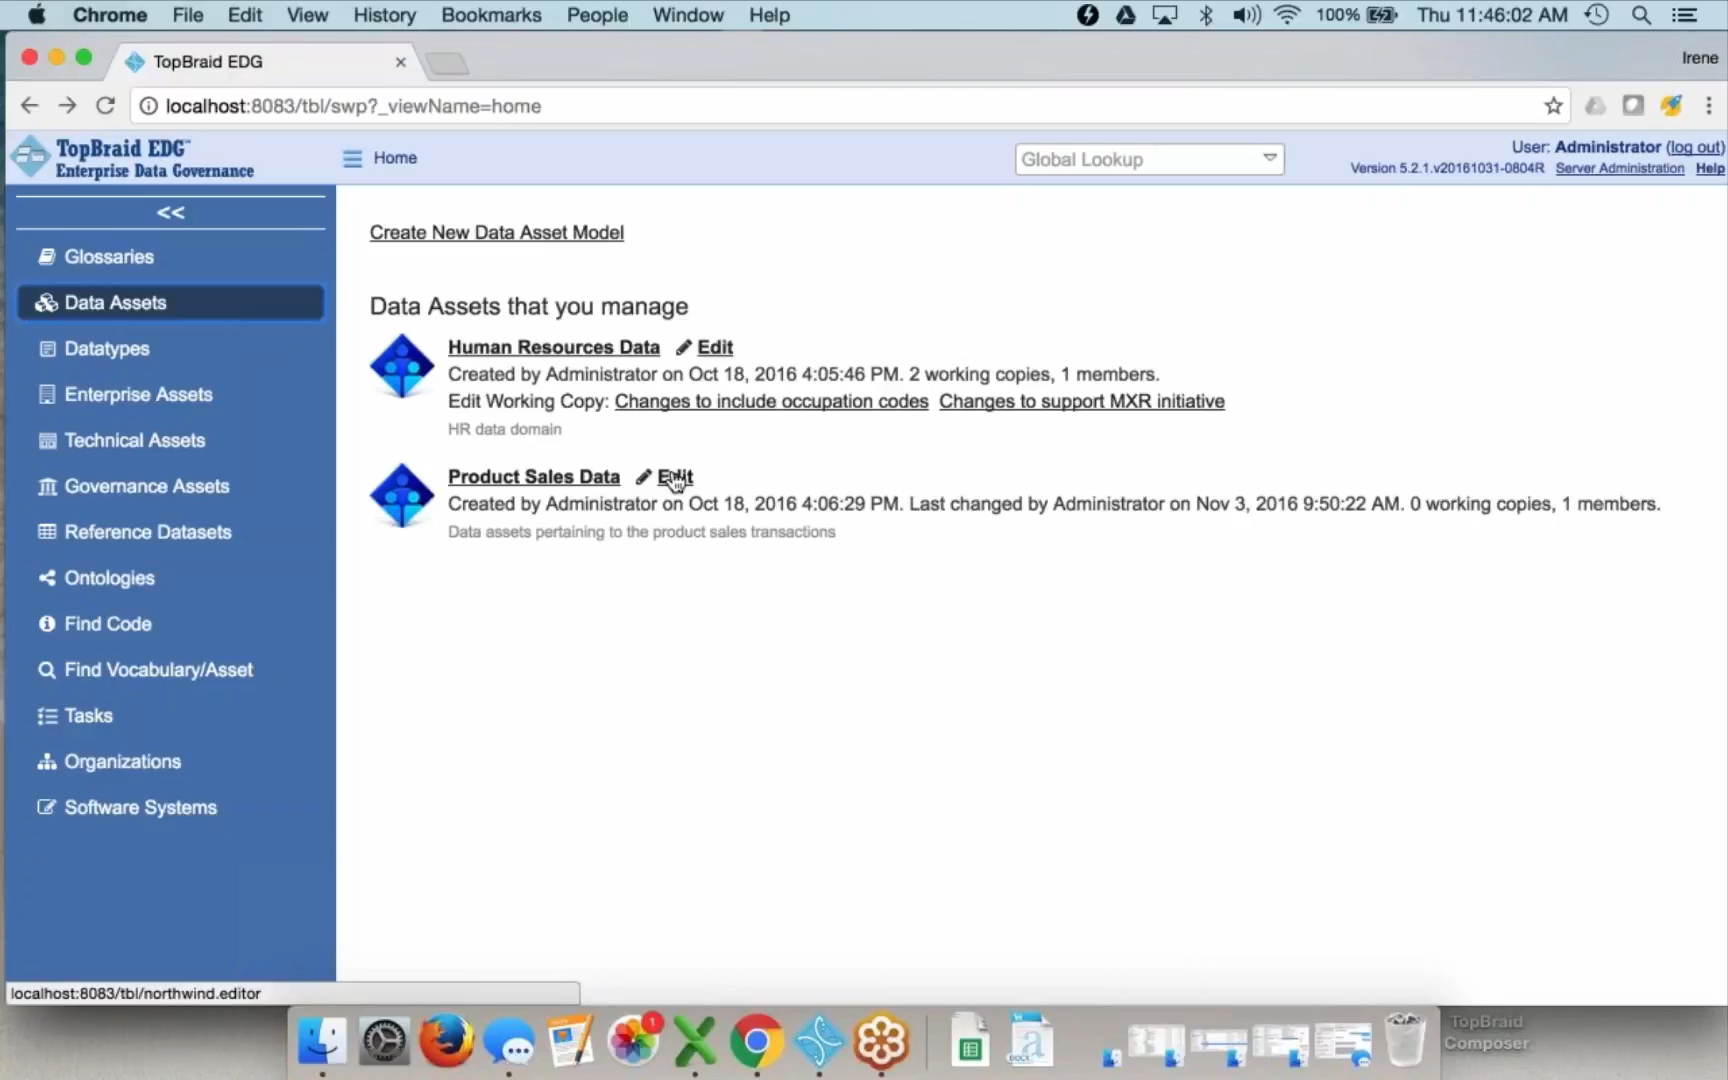 Chrome File Edit View History Bookmarks People Window Help 100% Thu 11:46:02 AM
TopBraid EDG Irene
localhost:8083/tbl/swp?_viewName=home
TopBraid EDG™
Enterprise Data Governance
Home
Global Lookup
User: Administrator (log out)
Version 5.2.1.v20161031-0804R Server Administration Help
<<
Glossaries
Data Assets
Datatypes
Enterprise Assets
Technical Assets
Governance Assets
Reference Datasets
Ontologies
Find Code
Find Vocabulary/Asset
Tasks
Organizations
Software Systems
Create New Data Asset Model
Data Assets that you manage
Human Resources Data Edit
Created by Administrator on Oct 18, 2016 4:05:46 PM. 2 working copies, 1 members.
Edit Working Copy: Changes to include occupation codes Changes to support MXR initiative
HR data domain
Product Sales Data Edit
Created by Administrator on Oct 18, 2016 4:06:29 PM. Last changed by Administrator on Nov 3, 2016 9:50:22 AM. 0 working copies, 1 members.
Data assets pertaining to the product sales transactions
localhost:8083/tbl/northwind.editor
1
TopBraid
Composer